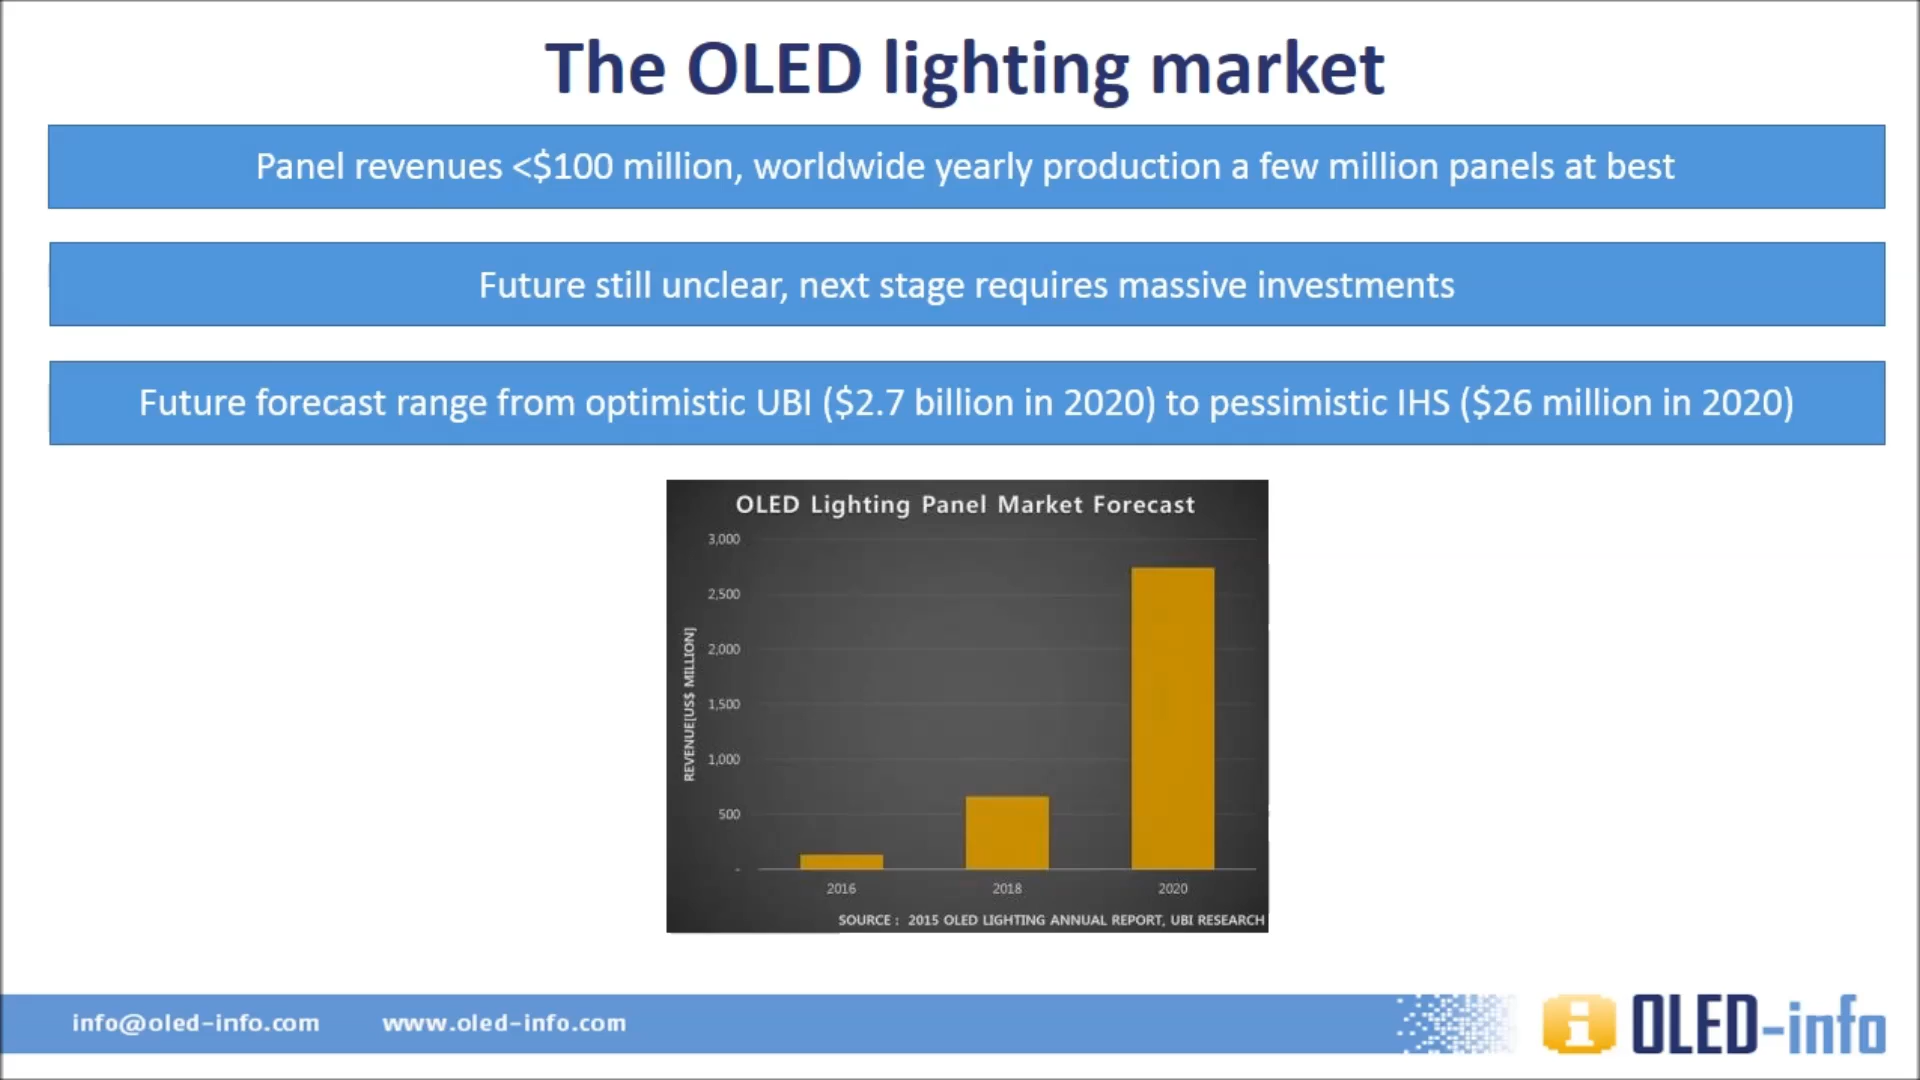 The OLED lighting market
Panel revenues <$100 million, worldwide yearly production a few million panels at best
Future still unclear, next stage requires massive investments
Future forecast range from optimistic UBI ($2.7 billion in 2020) to pessimistic IHS ($26 million in 2020)
OLED Lighting Panel Market Forecast
REVENUE[US$ MILLION]
3,000
2,500
2,000
1,500
1,000
500
-
2016 2018 2020
SOURCE : 2015 OLED LIGHTING ANNUAL REPORT, UBI RESEARCH
info@oled-info.com www.oled-info.com
i OLED-info